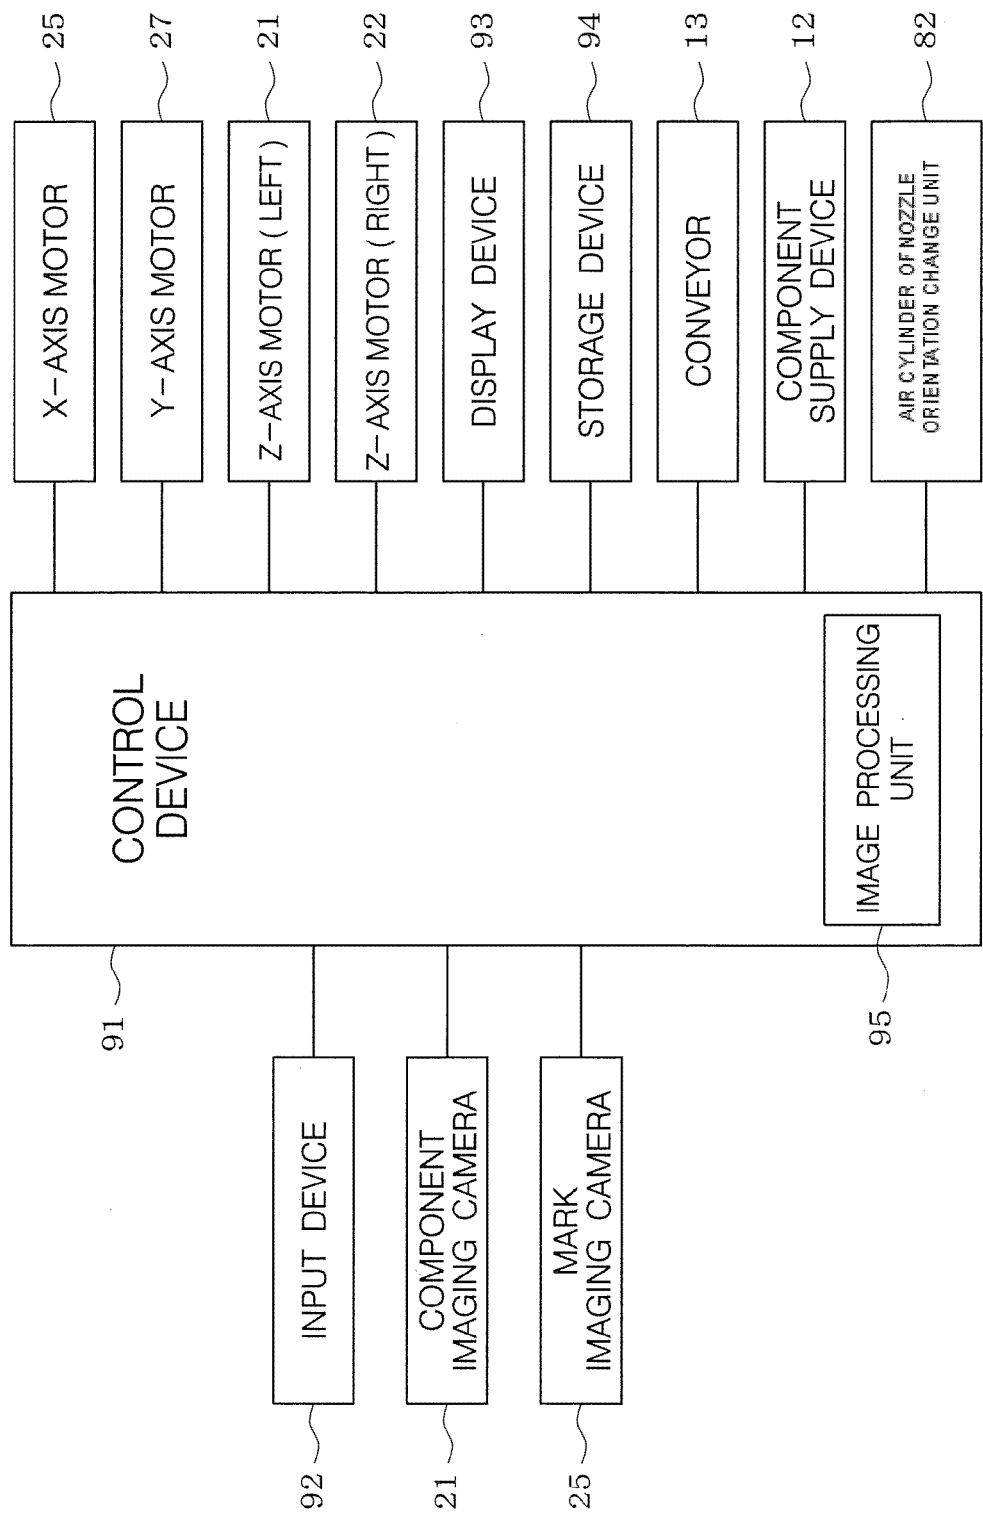 INPUT DEVICE
92
COMPONENT
IMAGING CAMERA
21
MARK
IMAGING CAMERA
25
91
CONTROL
DEVICE
IMAGE PROCESSING
UNIT
95
X-AXIS MOTOR
25
Y-AXIS MOTOR
27
Z-AXIS MOTOR (LEFT)
21
Z-AXIS MOTOR (RIGHT)
22
DISPLAY DEVICE
93
STORAGE DEVICE
94
CONVEYOR
13
COMPONENT
SUPPLY DEVICE
12
AIR CYLINDER OF NOZZLE
ORIENTATION CHANGE UNIT
82